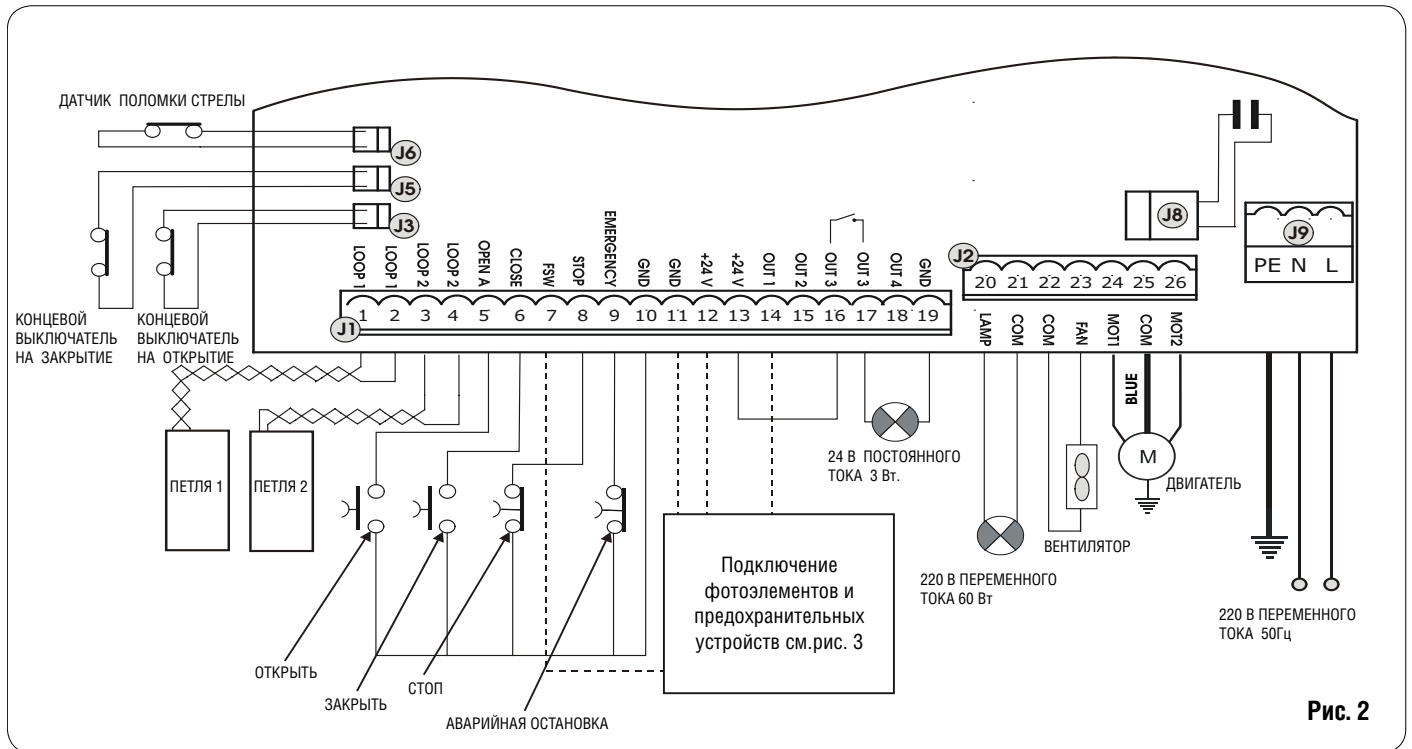 ДАТЧИК ПОЛОМКИ СТРЕЛЫ
J6
J5
J3
J8
J9
PE N L
КОНЦЕВОЙ
ВЫКЛЮЧАТЕЛЬ
НА ЗАКРЫТИЕ
КОНЦЕВОЙ
ВЫКЛЮЧАТЕЛЬ
НА ОТКРЫТИЕ
LOOP 1
LOOP 1
LOOP 2
LOOP 2
OPEN A
CLOSE
FSW
STOP
EMERGENCY
GND
GND
+24 V
+24 V
OUT 1
OUT 2
OUT 3
OUT 3
OUT 4
GND
J1
1 2 3 4 5 6 7 8 9 10 11 12 13 14 15 16 17 18 19
J2
20 21 22 23 24 25 26
LAMP
COM
COM
FAN
MOT1
COM
MOT2
BLUE
M
ДВИГАТЕЛЬ
ПЕТЛЯ 1
ПЕТЛЯ 2
24 В ПОСТОЯННОГО
ТОКА 3 Вт.
ВЕНТИЛЯТОР
220 В ПЕРЕМЕННОГО
ТОКА 60 Вт
220 В ПЕРЕМЕННОГО
ТОКА 50Гц
Подключение
фотоэлементов и
предохранительных
устройств см.рис. 3
ОТКРЫТЬ
ЗАКРЫТЬ
СТОП
АВАРИЙНАЯ ОСТАНОВКА
Рис. 2